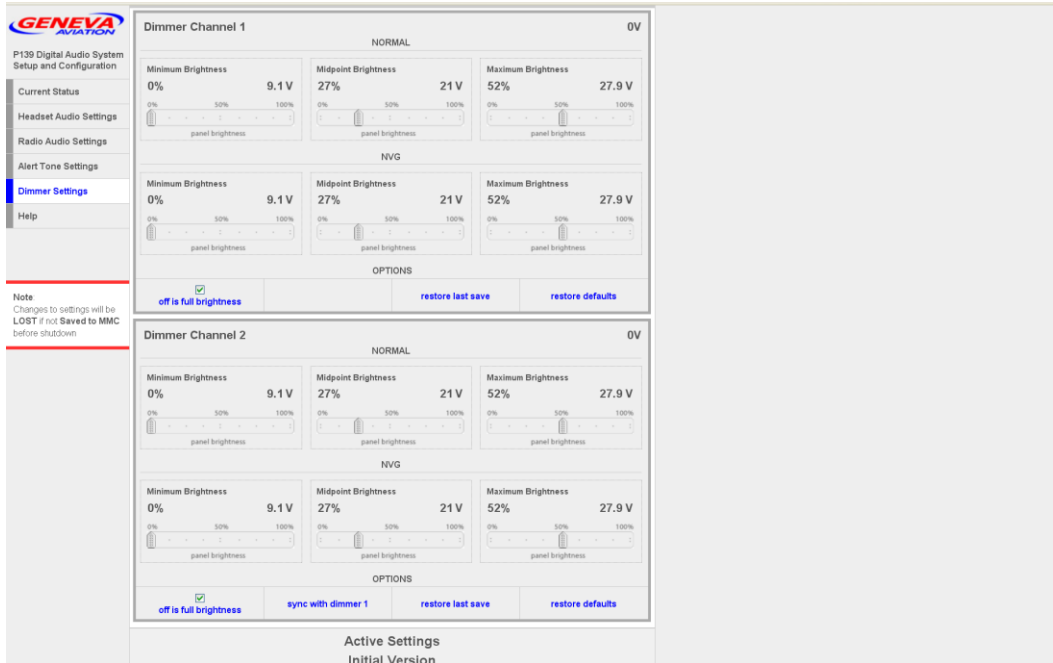 GENEVA
AVIATION
P139 Digital Audio System
Setup and Configuration
Current Status
Headset Audio Settings
Radio Audio Settings
Alert Tone Settings
Dimmer Settings
Help
Note
Changes to settings will be
LOST if not Saved to MMC
before shutdown
Dimmer Channel 1 0V
NORMAL
Minimum Brightness Midpoint Brightness Maximum Brightness
0% 9.1 V 27% 21 V 52% 27.9 V
0% 50% 100% 0% 50% 100% 0% 50% 100%
panel brightness panel brightness panel brightness
NVG
Minimum Brightness Midpoint Brightness Maximum Brightness
0% 9.1 V 27% 21 V 52% 27.9 V
0% 50% 100% 0% 50% 100% 0% 50% 100%
panel brightness panel brightness panel brightness
OPTIONS
off is full brightness restore last save restore defaults
Dimmer Channel 2 0V
NORMAL
Minimum Brightness Midpoint Brightness Maximum Brightness
0% 9.1 V 27% 21 V 52% 27.9 V
0% 50% 100% 0% 50% 100% 0% 50% 100%
panel brightness panel brightness panel brightness
NVG
Minimum Brightness Midpoint Brightness Maximum Brightness
0% 9.1 V 27% 21 V 52% 27.9 V
0% 50% 100% 0% 50% 100% 0% 50% 100%
panel brightness panel brightness panel brightness
OPTIONS
off is full brightness sync with dimmer 1 restore last save restore defaults
Active Settings
Initial Version